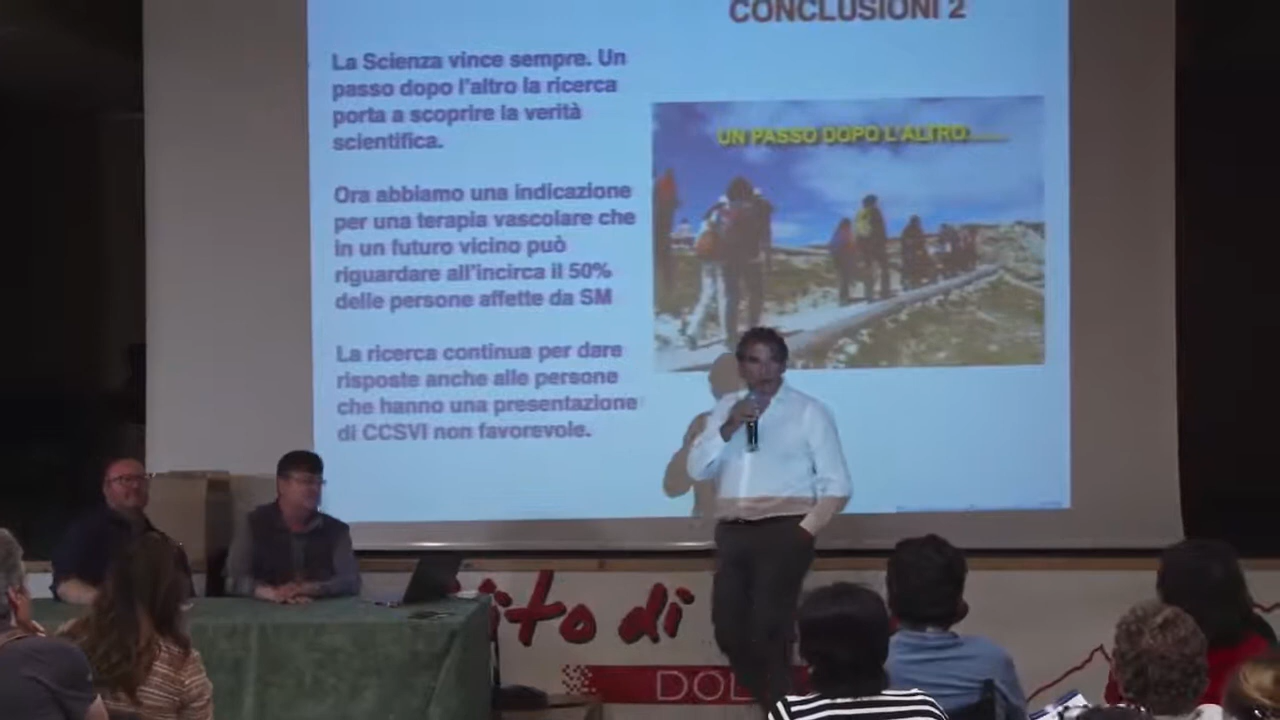 CONCLUSIONI 2
La Scienza vince sempre. Un
passo dopo l'altro la ricerca
porta a scoprire la verità
scientifica.
Ora abbiamo una indicazione
per una terapia vascolare che
in un futuro vicino può
riguardare all'incirca il 50%
delle persone affette da SM
La ricerca continua per dare
risposte anche alle persone
che hanno una presentazione
di CCSVI non favorevole.
UN PASSO DOPO L'ALTRO......
ito di
DOL